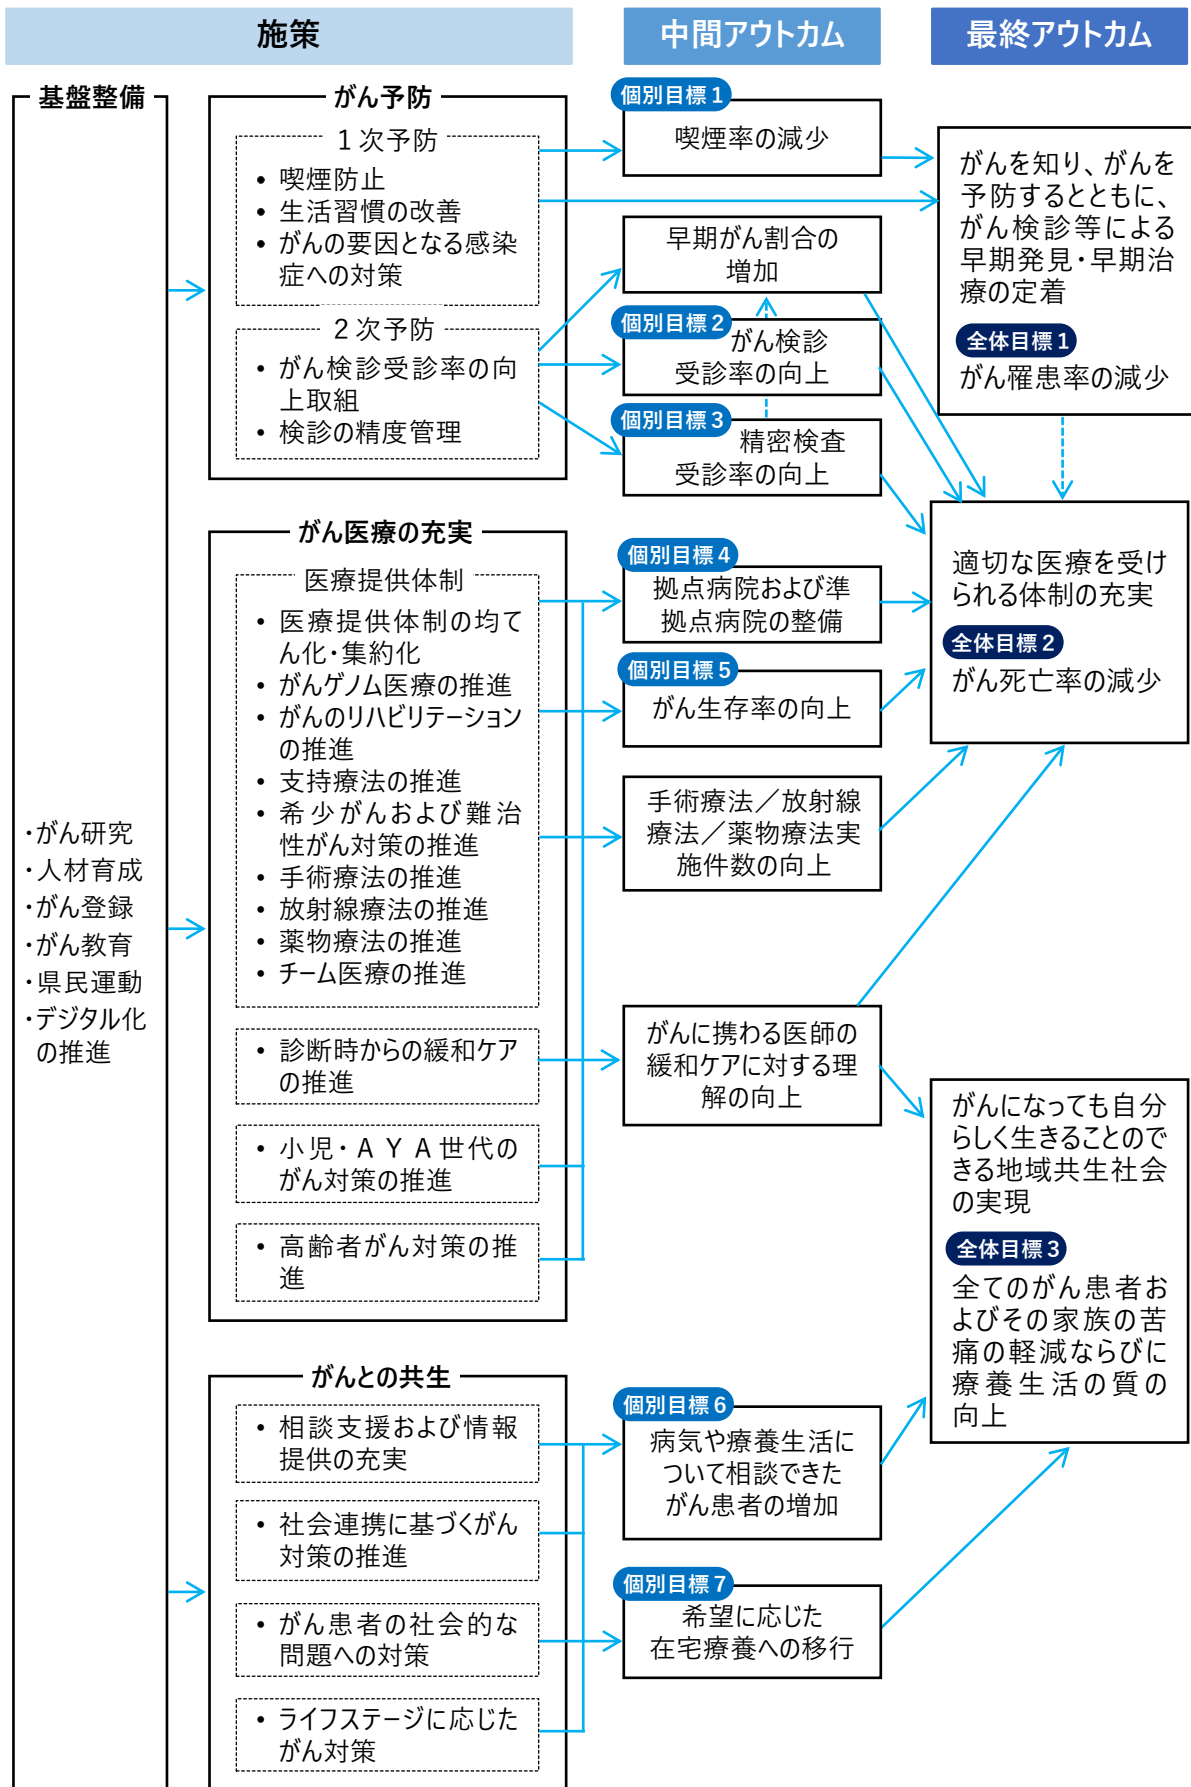 施策
中間アウトカム
最終アウトカム
基盤整備
・がん研究
・人材育成
・がん登録
・がん教育
・県民運動
・デジタル化
の推進
がん予防
1次予防
• 喫煙防止
• 生活習慣の改善
• がんの要因となる感染
症への対策
2次予防
• がん検診受診率の向
上取組
• 検診の精度管理
がん医療の充実
医療提供体制
• 医療提供体制の均て
ん化・集約化
• がんゲノム医療の推進
• がんのリハビリテーション
の推進
• 支持療法の推進
• 希少がんおよび難治
性がん対策の推進
• 手術療法の推進
• 放射線療法の推進
• 薬物療法の推進
• チーム医療の推進
• 診断時からの緩和ケア
の推進
• 小児・AYA世代の
がん対策の推進
• 高齢者がん対策の推
進
がんとの共生
• 相談支援および情報
提供の充実
• 社会連携に基づくがん
対策の推進
• がん患者の社会的な
問題への対策
• ライフステージに応じた
がん対策
個別目標1
喫煙率の減少
早期がん割合の
増加
個別目標2
がん検診
受診率の向上
個別目標3
精密検査
受診率の向上
個別目標4
拠点病院および準
拠点病院の整備
個別目標5
がん生存率の向上
手術療法／放射線
療法／薬物療法実
施件数の向上
がんに携わる医師の
緩和ケアに対する理
解の向上
個別目標6
病気や療養生活に
ついて相談できた
がん患者の増加
個別目標7
希望に応じた
在宅療養への移行
がんを知り、がんを
予防するとともに、
がん検診等による
早期発見・早期治
療の定着
全体目標1
がん罹患率の減少
適切な医療を受け
られる体制の充実
全体目標2
がん死亡率の減少
がんになっても自分
らしく生きることので
きる地域共生社会
の実現
全体目標3
全てのがん患者お
よびその家族の苦
痛の軽減ならびに
療養生活の質の
向上